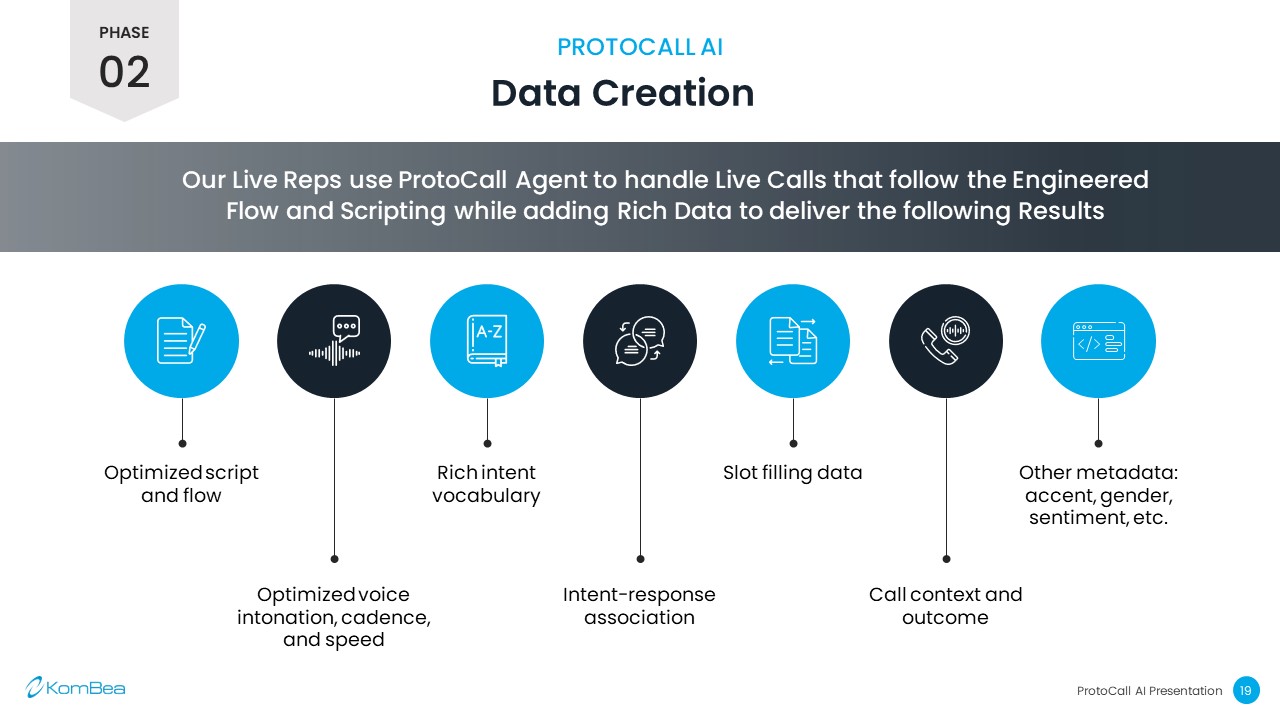 PHASE
02
PROTOCALL AI
Data Creation
Our Live Reps use ProtoCall Agent to handle Live Calls that follow the Engineered
Flow and Scripting while adding Rich Data to deliver the following Results
A-Z
</>
Optimized script
and flow
Optimized voice
intonation, cadence,
and speed
Rich intent
vocabulary
Intent-response
association
Slot filling data
Call context and
outcome
Other metadata:
accent, gender,
sentiment, etc.
KomBea
ProtoCall AI Presentation
19